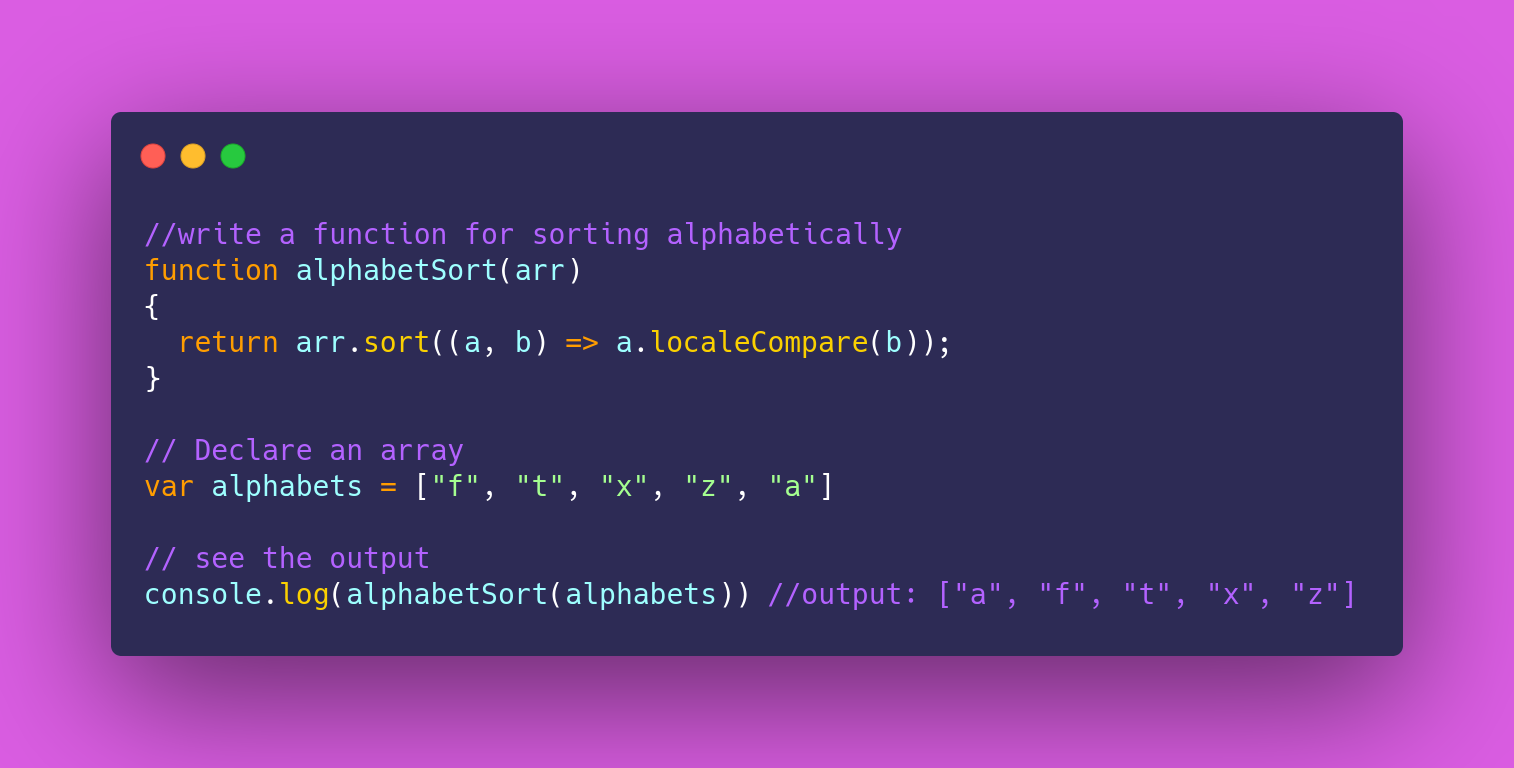 //write a function for sorting alphabetically
function alphabetSort(arr)
{
  return arr.sort((a, b) => a.localeCompare(b));
}
// Declare an array
var alphabets = ["f", "t", "x", "z", "a"]
// see the output
console.log(alphabetSort(alphabets)) //output: ["a", "f", "t", "x", "z"]